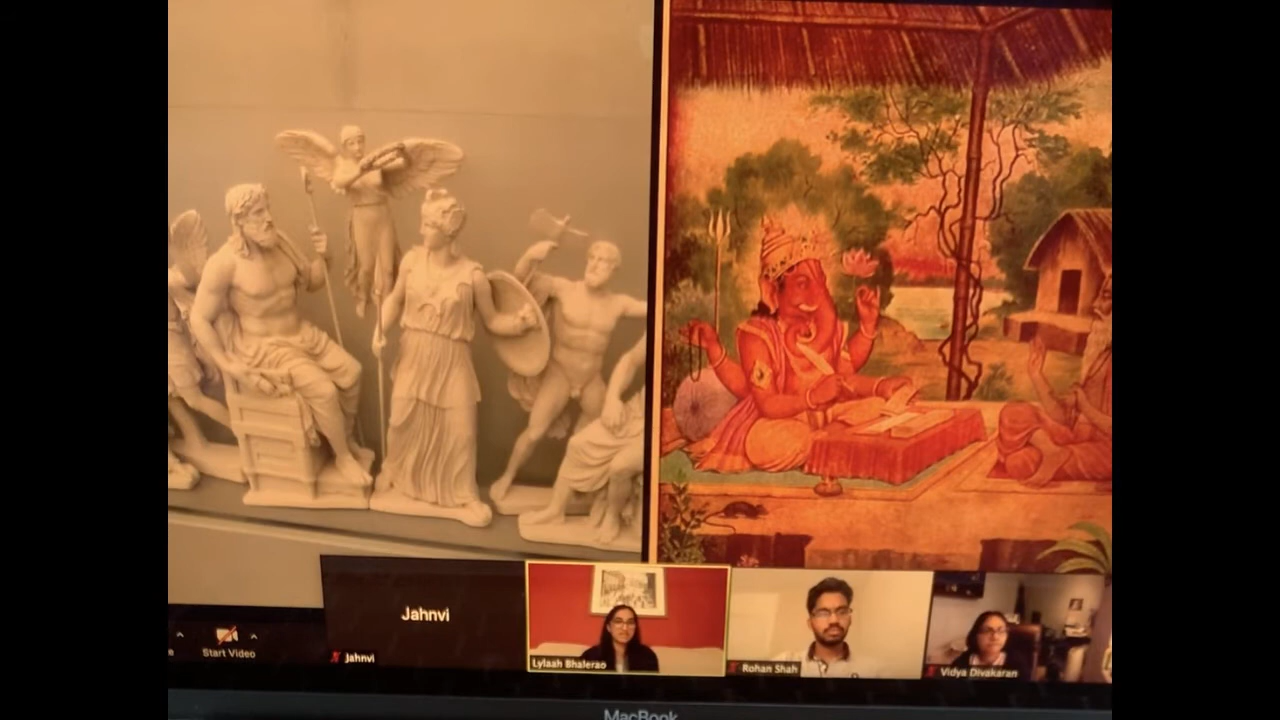 Jahnvi
Start Video
Jahnvi
Lylaah Bhalerao
Rohan Shah
Vidya Divakaran
MacBook